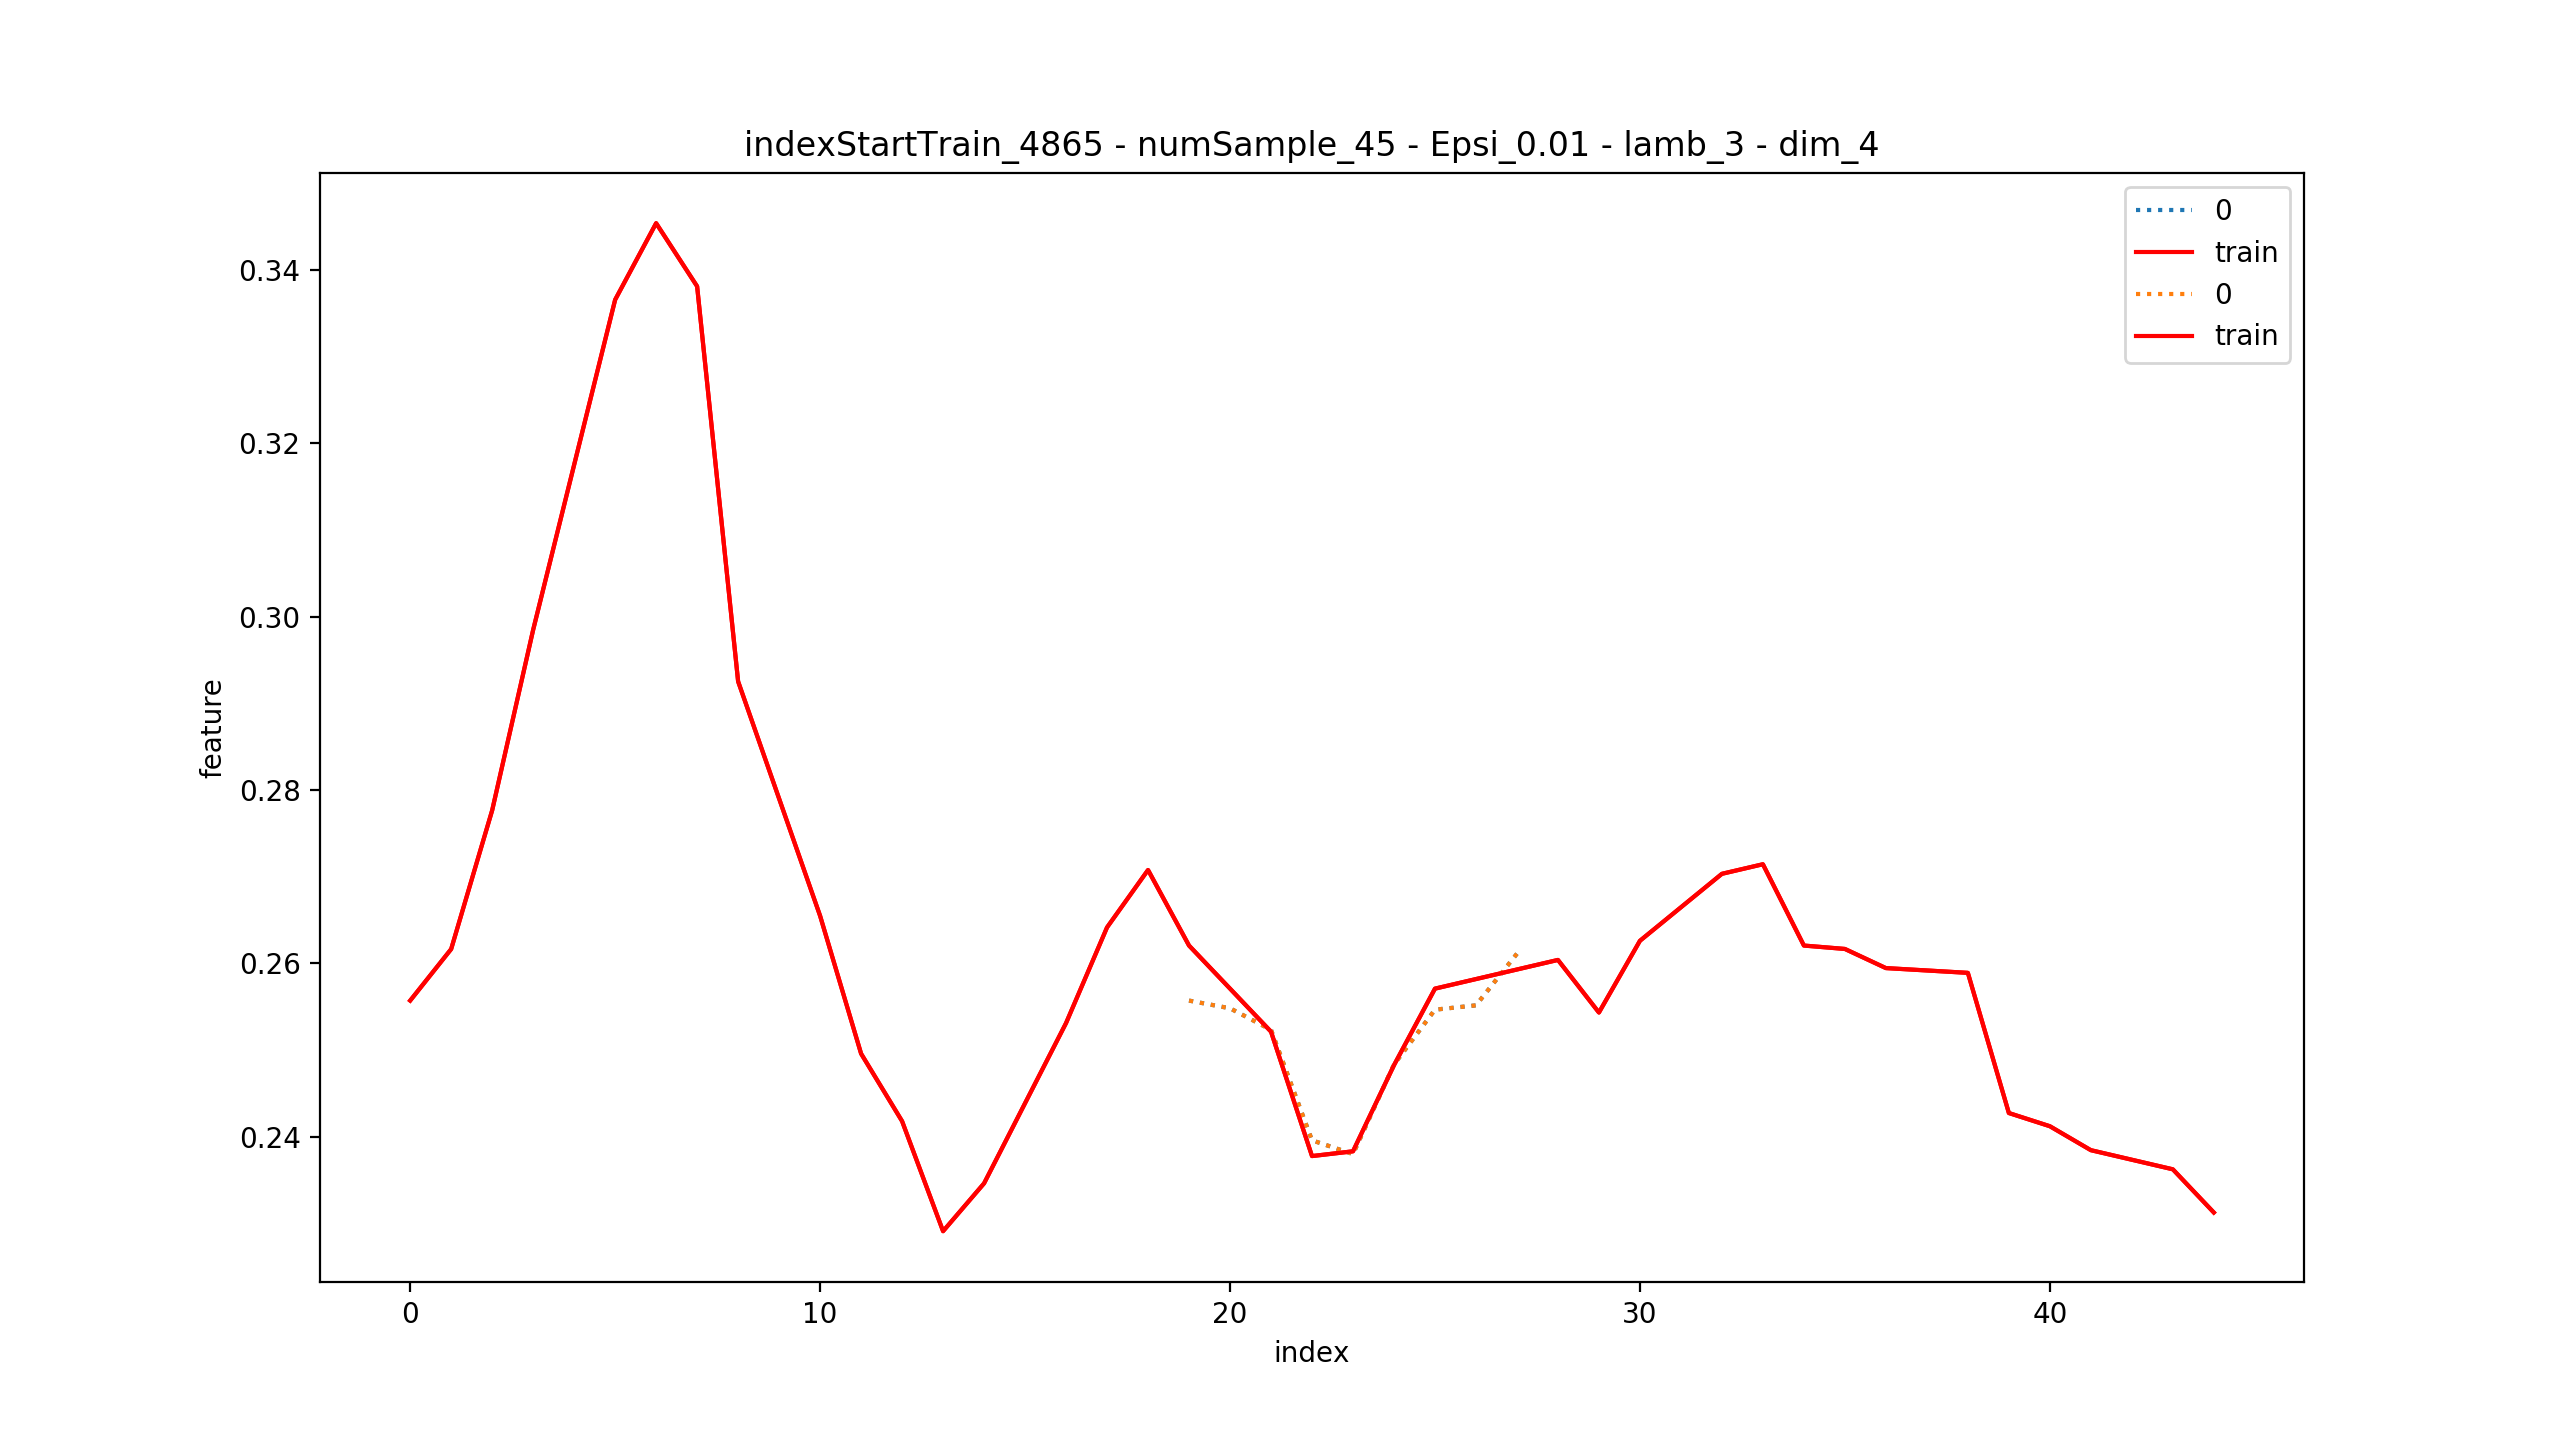 indexStartTrain_4865 - numSample_45 - Epsi_0.01 - lamb_3 - dim_4
0
train
0
train
0.34
0.32
0.30
0.28
0.26
0.24
feature
0 10 20 30 40
index